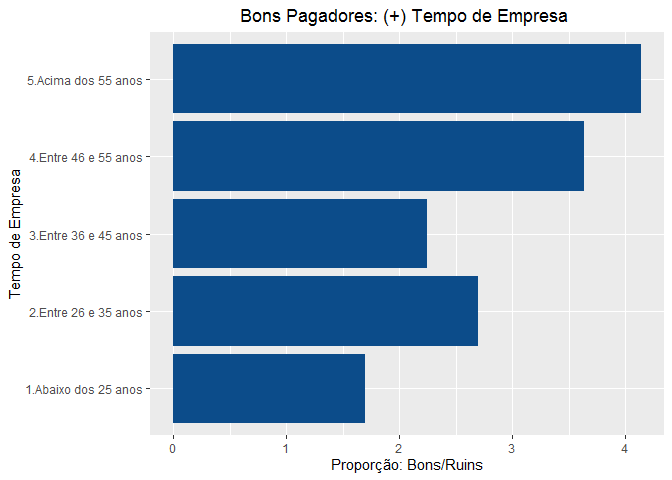 Bons Pagadores: (+) Tempo de Empresa
Tempo de Empresa
5.Acima dos 55 anos
4.Entre 46 e 55 anos
3.Entre 36 e 45 anos
2.Entre 26 e 35 anos
1.Abaixo dos 25 anos
0 1 2 3 4
Proporção: Bons/Ruins